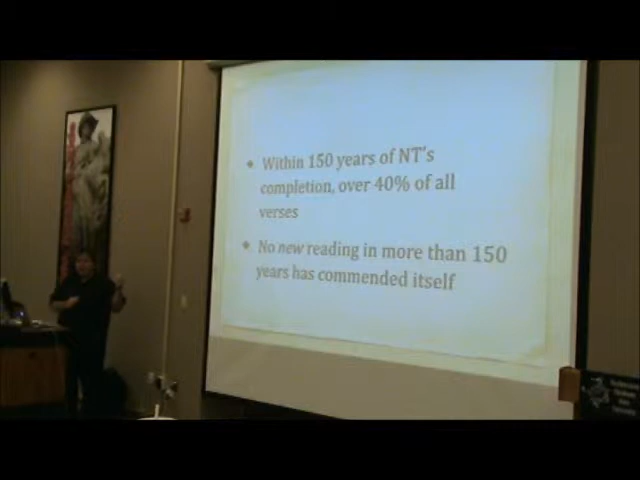 Within 150 years of NT's
completion, over 40% of all
verses
No new reading in more than 150
years has commended itself